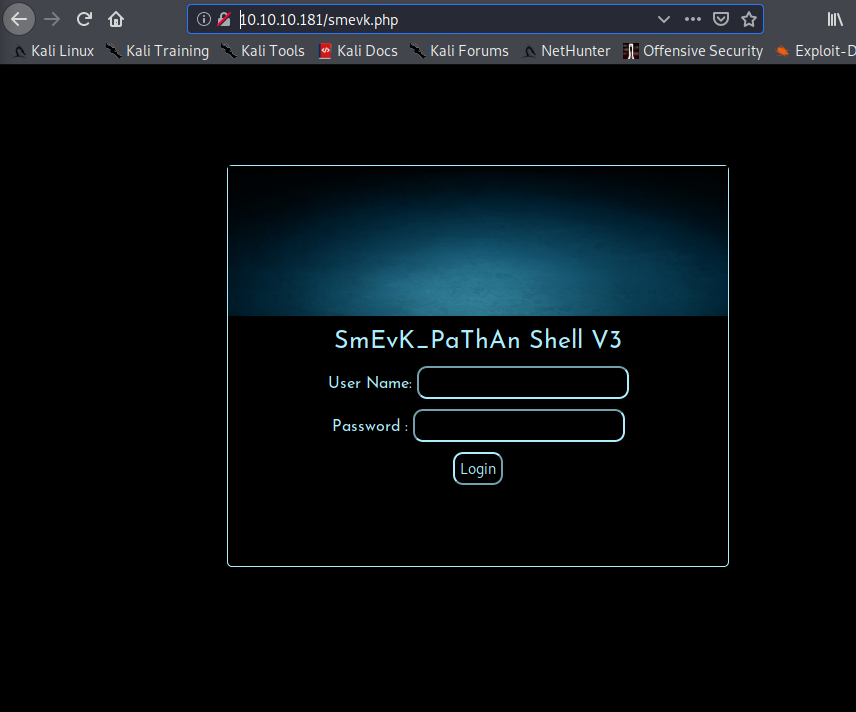 10.10.10.181/smevk.php
Kali Linux Kali Training Kali Tools Kali Docs Kali Forums NetHunter Offensive Security Exploit-D
SmEvK_PaThAn Shell V3
User Name:
Password :
Login